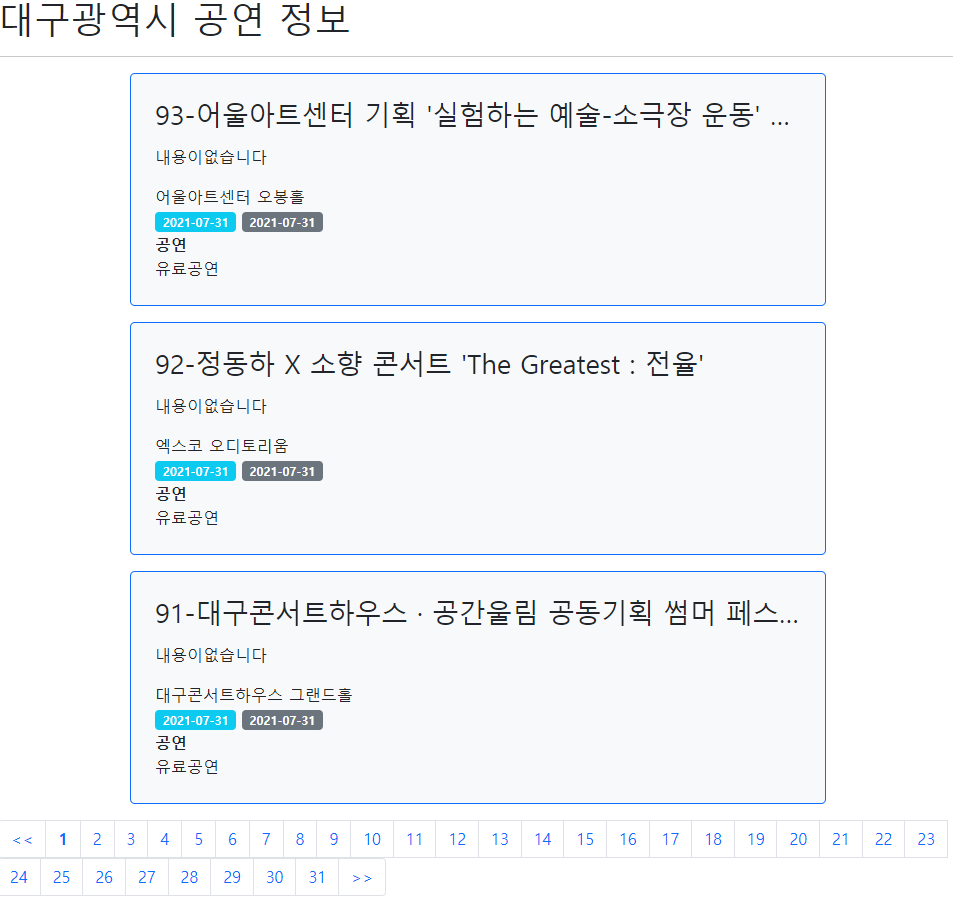 대구광역시 공연 정보
93-어울아트센터 기획 '실험하는 예술-소극장 운동' ...
내용이없습니다
어울아트센터 오봉홀
2021-07-31 2021-07-31
공연
유료공연
92-정동하 X 소향 콘서트 'The Greatest : 전율'
내용이없습니다
엑스코 오디토리움
2021-07-31 2021-07-31
공연
유료공연
91-대구콘서트하우스 · 공간울림 공동기획 썸머 페스...
내용이없습니다
대구콘서트하우스 그랜드홀
2021-07-31 2021-07-31
공연
유료공연
<< 1 2 3 4 5 6 7 8 9 10 11 12 13 14 15 16 17 18 19 20 21 22 23
24 25 26 27 28 29 30 31 >>